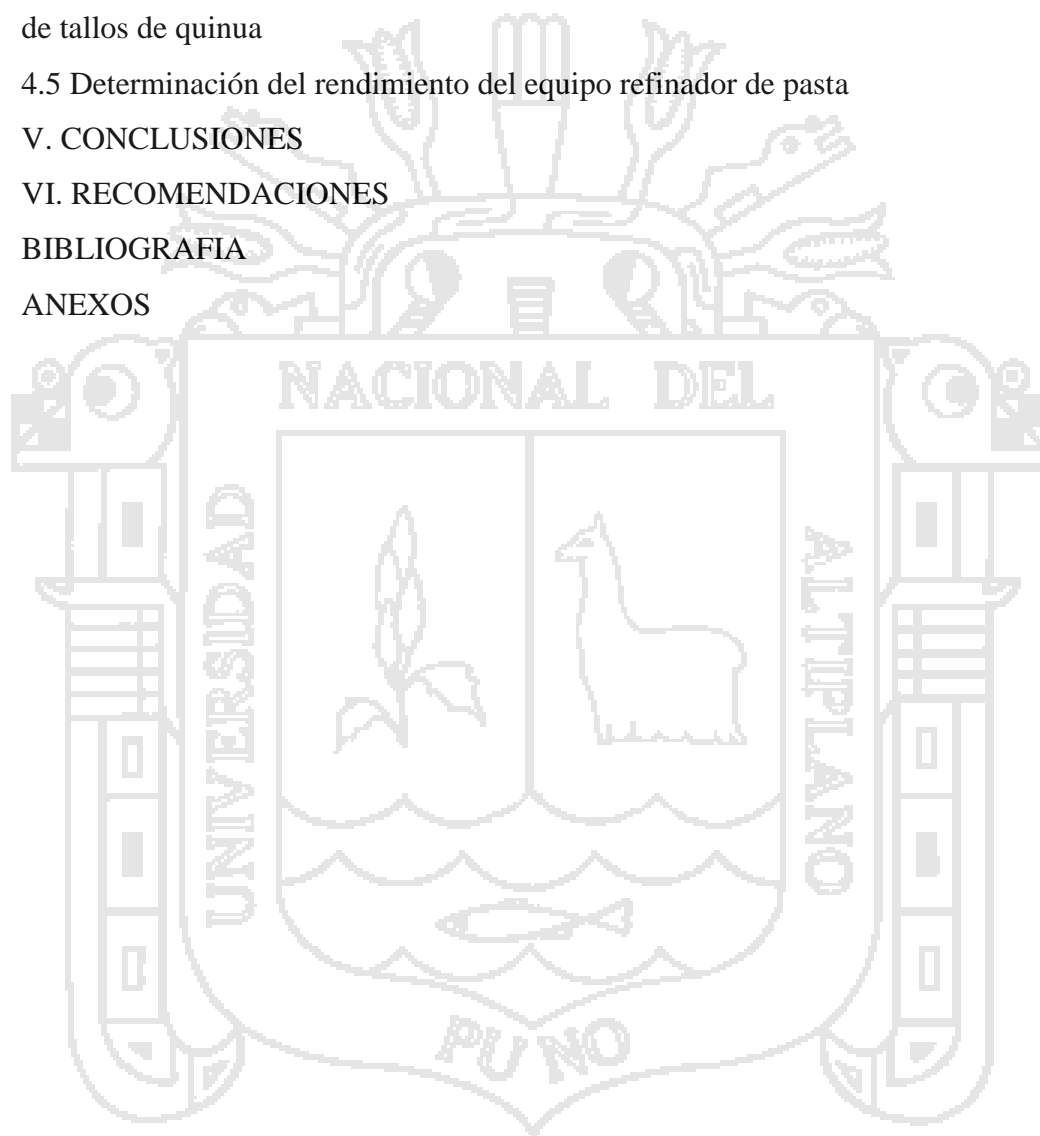 de tallos de quinua
4.5 Determinación del rendimiento del equipo refinador de pasta
V. CONCLUSIONES
VI. RECOMENDACIONES
BIBLIOGRAFIA
ANEXOS
NACIONAL DEL
UNIVERSIDAD
ALTIPLANO
PUNO